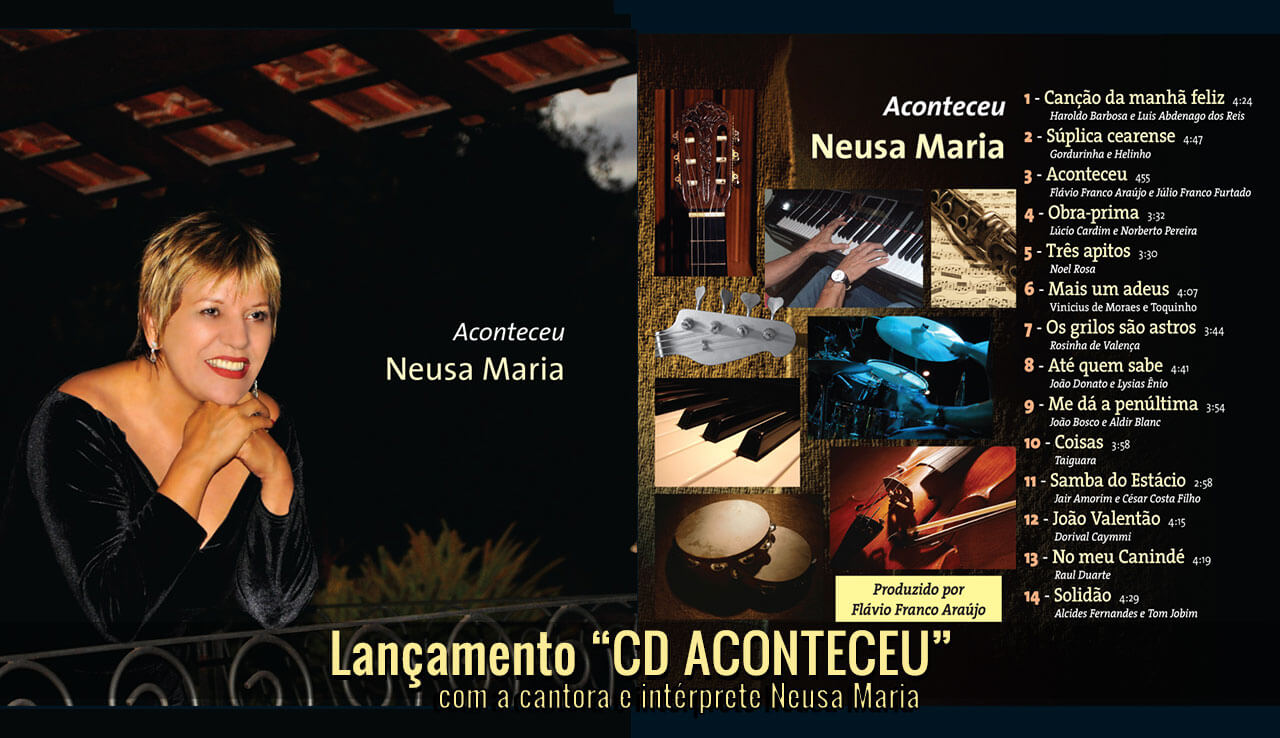 Aconteceu
Neusa Maria
Aconteceu
Neusa Maria
1 - Canção da manhã feliz 4:24
Haroldo Barbosa e Luis Abdenago dos Reis
2 - Súplica cearense 4:47
Gordurinha e Helinho
3 - Aconteceu 455
Flávio Franco Araújo e Júlio Franco Furtado
4 - Obra-prima 3:32
Lúcio Cardim e Norberto Pereira
5 - Três apitos 3:30
Noel Rosa
6 - Mais um adeus 4:07
Vinicius de Moraes e Toquinho
7 - Os grilos são astros 3:44
Rosinha de Valença
8 - Até quem sabe 4:41
João Donato e Lysias Ênio
9 - Me dá a penúltima 3:54
João Bosco e Aldir Blanc
10 - Coisas 3:58
Taiguara
11 - Samba do Estácio 2:58
Jair Amorim e César Costa Filho
12 - João Valentão 4:15
Dorival Caymmi
13 - No meu Canindé 4:19
Raul Duarte
14 - Solidão 4:29
Alcides Fernandes e Tom Jobim
Produzido por
Flávio Franco Araújo
Lançamento “CD ACONTECEU”
com a cantora e intérprete Neusa Maria